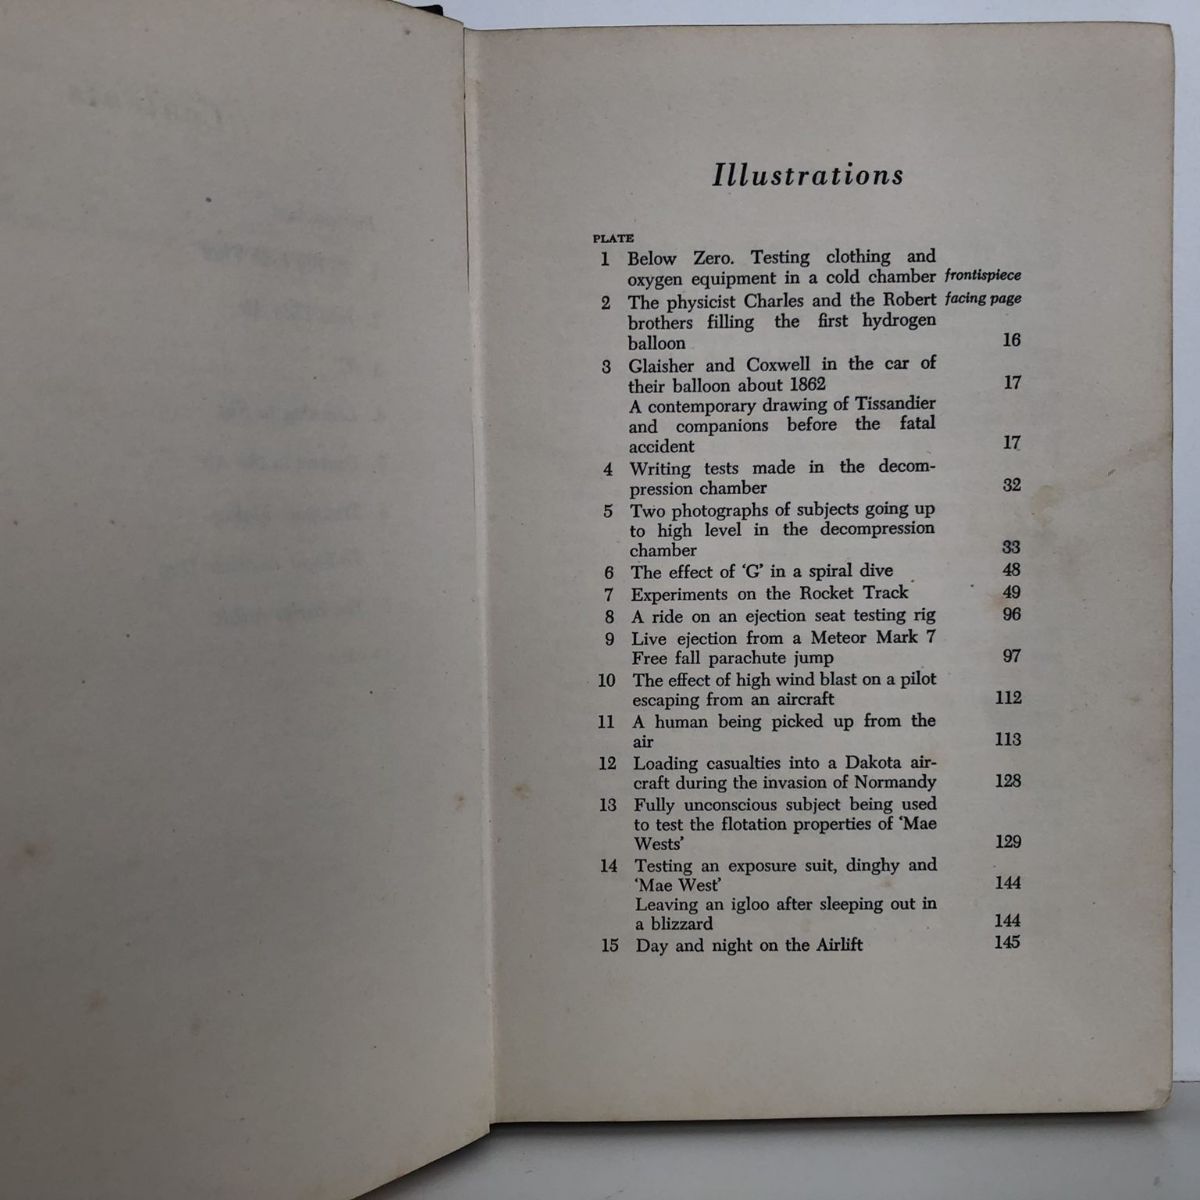 Illustrations
PLATE
1 Below Zero. Testing clothing and
oxygen equipment in a cold chamber frontispiece
2 The physicist Charles and the Robert facing page
brothers filling the first hydrogen
balloon 16
3 Glaisher and Coxwell in the car of
their balloon about 1862 17
A contemporary drawing of Tissandier
and companions before the fatal
accident 17
4 Writing tests made in the decom-
pression chamber 32
5 Two photographs of subjects going up
to high level in the decompression
chamber 33
6 The effect of ‘G’ in a spiral dive 48
7 Experiments on the Rocket Track 49
8 A ride on an ejection seat testing rig 96
9 Live ejection from a Meteor Mark 7
Free fall parachute jump 97
10 The effect of high wind blast on a pilot
escaping from an aircraft 112
11 A human being picked up from the
air 113
12 Loading casualties into a Dakota air-
craft during the invasion of Normandy 128
13 Fully unconscious subject being used
to test the flotation properties of ‘Mae
Wests’ 129
14 Testing an exposure suit, dinghy and
‘Mae West’ 144
Leaving an igloo after sleeping out in
a blizzard 144
15 Day and night on the Airlift 145